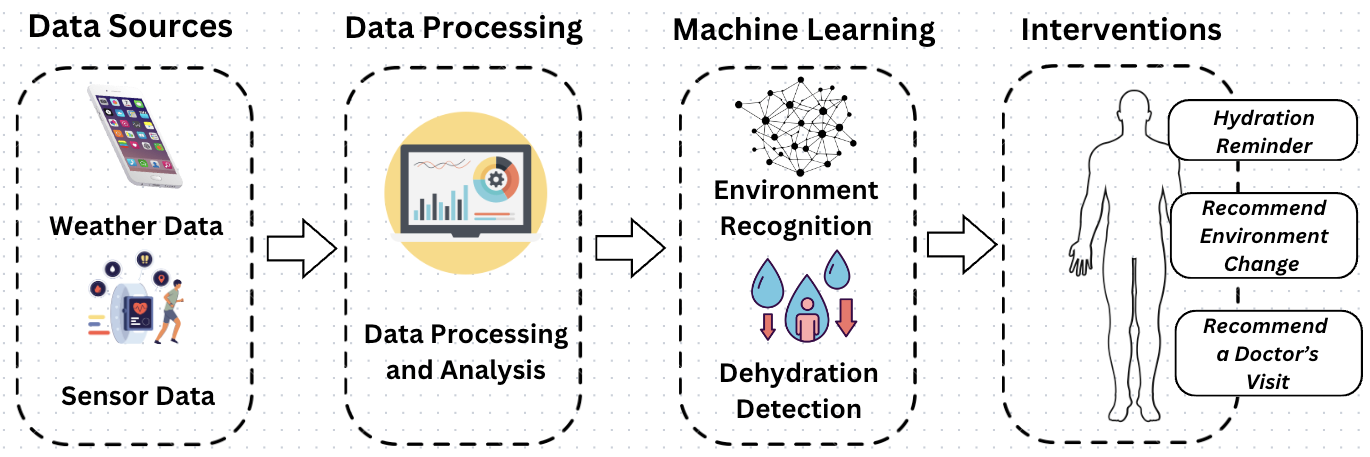 Data Sources
Weather Data
Sensor Data
Data Processing
Data Processing
and Analysis
Machine Learning
Environment
Recognition
Dehydration
Detection
Interventions
Hydration
Reminder
Recommend
Environment
Change
Recommend
a Doctor's
Visit